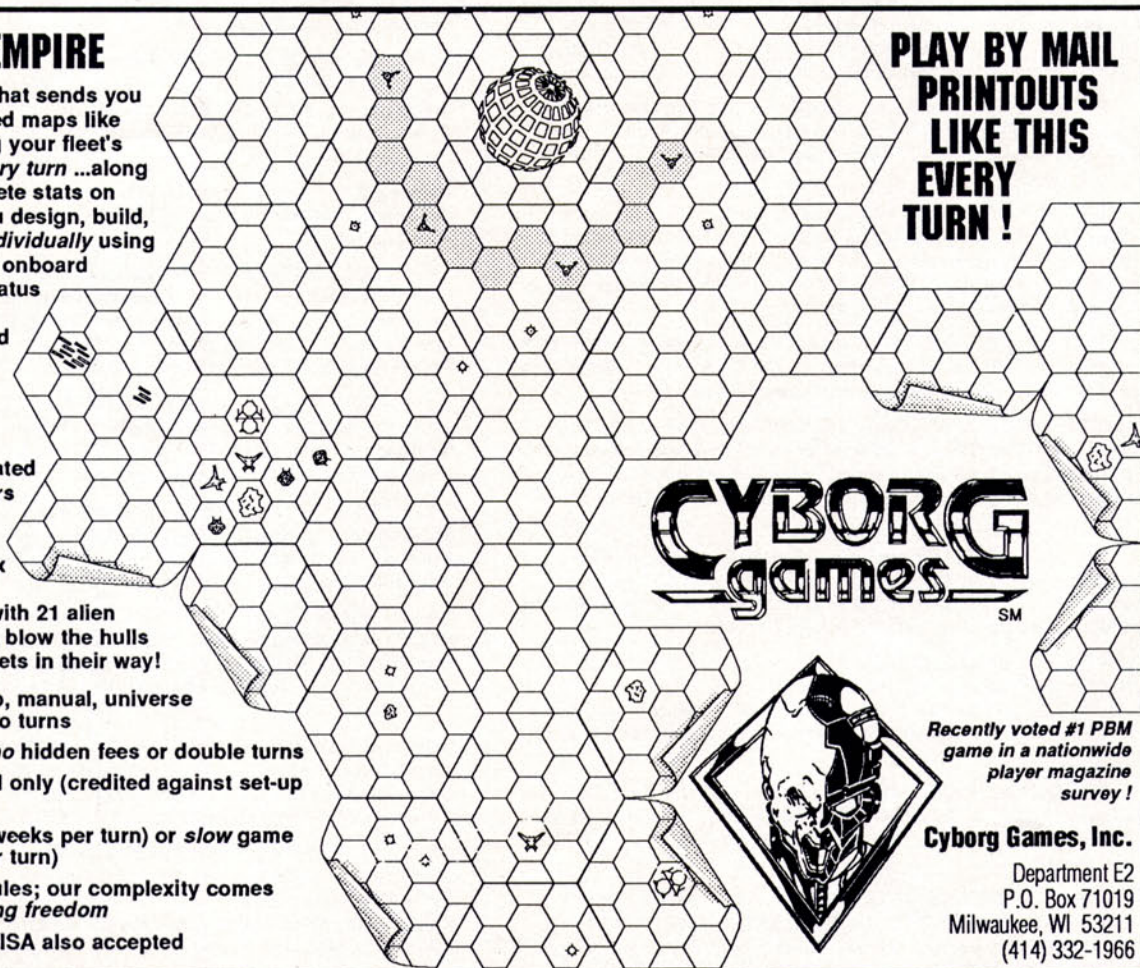 EMPIRE
hat sends you
ed maps like
your fleet's
ry turn ...along
ete stats on
u design, build,
dividually using
onboard
atus
d
ated
rs
x
with 21 alien
blow the hulls
ets in their way!
o, manual, universe
o turns
no hidden fees or double turns
l only (credited against set-up
weeks per turn) or slow game
r turn)
ules; our complexity comes
ng freedom
ISA also accepted
PLAY BY MAIL
PRINTOUTS
LIKE THIS
EVERY
TURN !
CYBORG
games
SM
Recently voted #1 PBM
game in a nationwide
player magazine
survey !
Cyborg Games, Inc.
Department E2
P.O. Box 71019
Milwaukee, WI 53211
(414) 332-1966